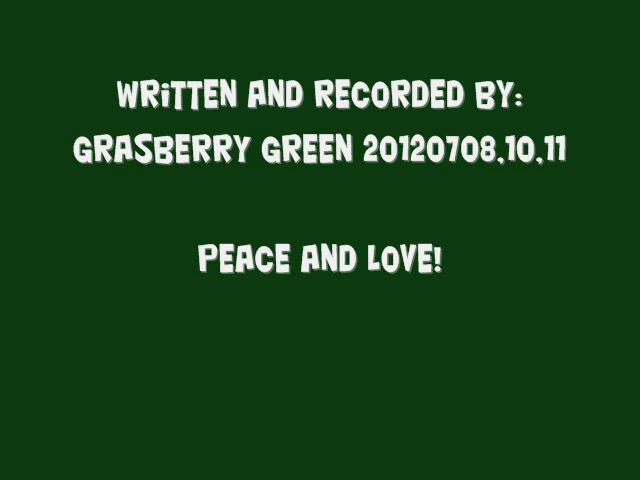 WRiTTEN AND RECORDED BY:
GRASBERRY GREEN 20120708,10,11
PEACE AND LOVE!